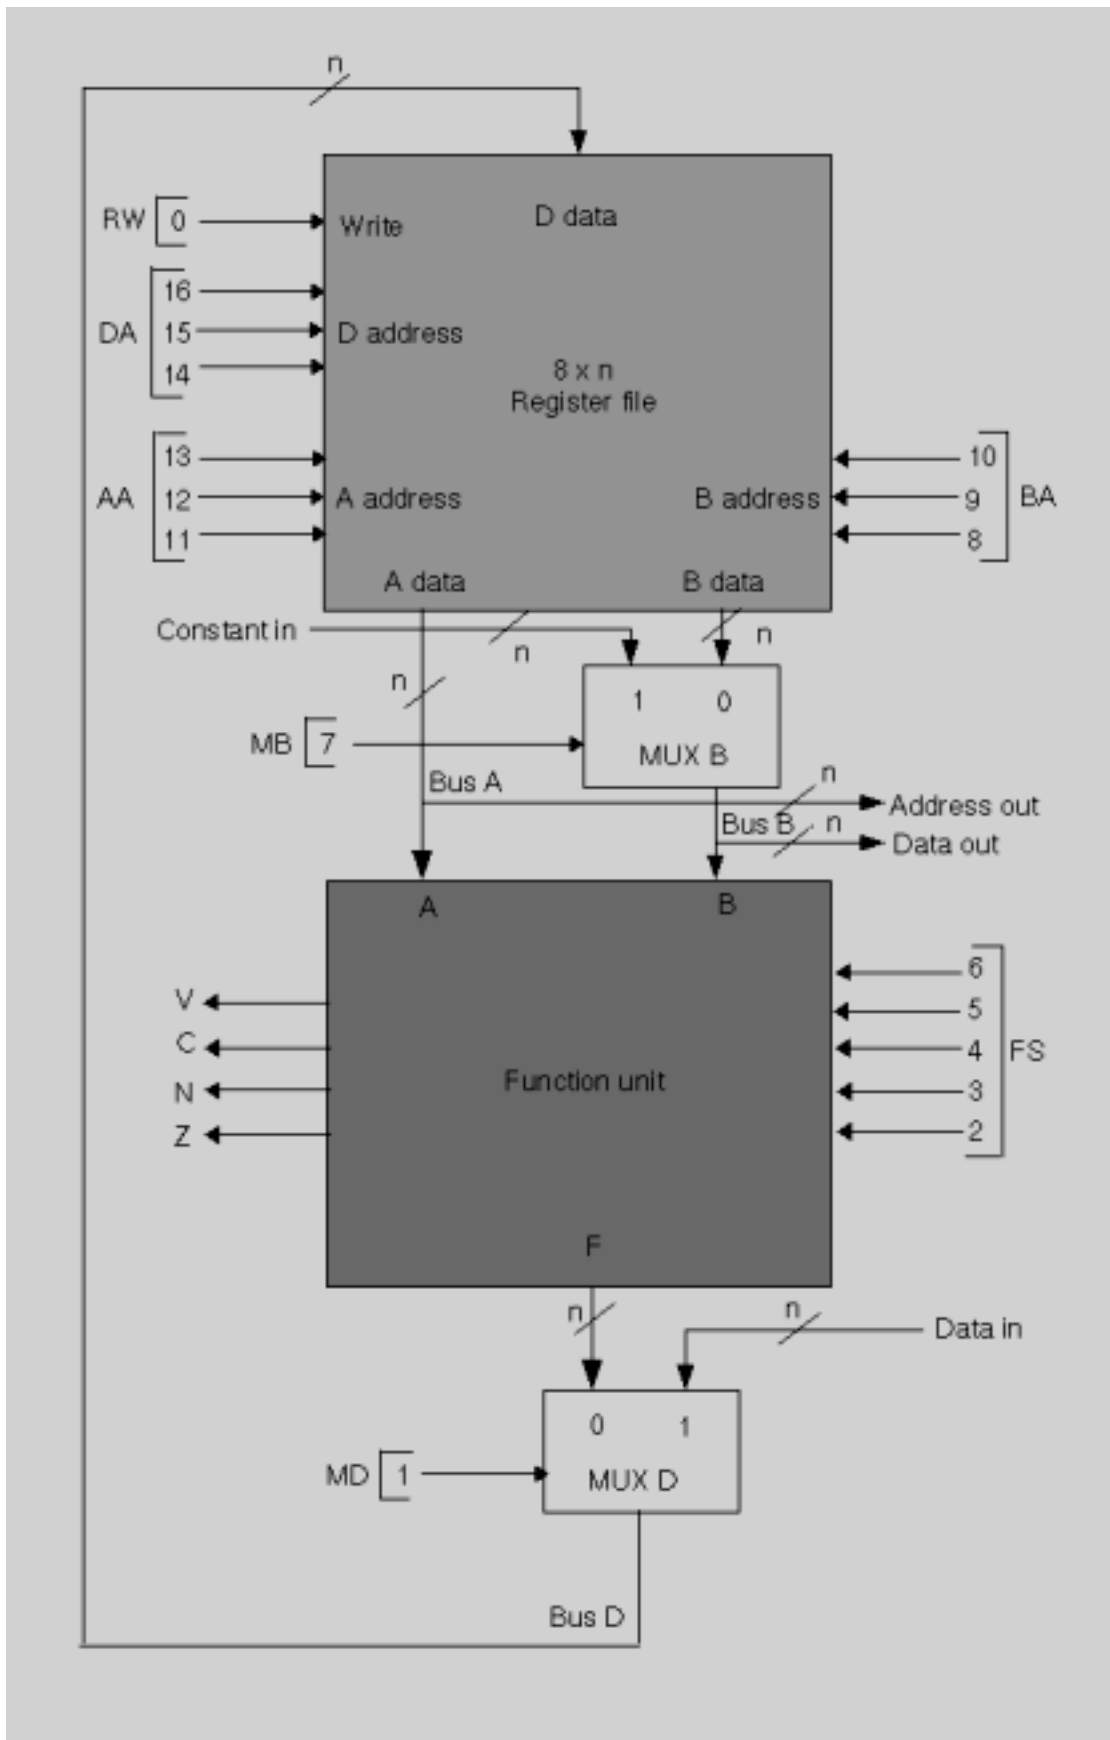 n
RW 0
Write
D data
16
DA 15
D address
14
8 x n
Register file
13
10
AA 12
A address
B address
9 BA
11
8
A data
B data
Constant in
n
n
n
1 0
MB 7
MUX B
Bus A
n
Address out
Bus B
n
Data out
A
B
6
V
5
C
4 FS
Function unit
N
3
Z
2
F
n
n
Data in
0 1
MD 1
MUX D
Bus D